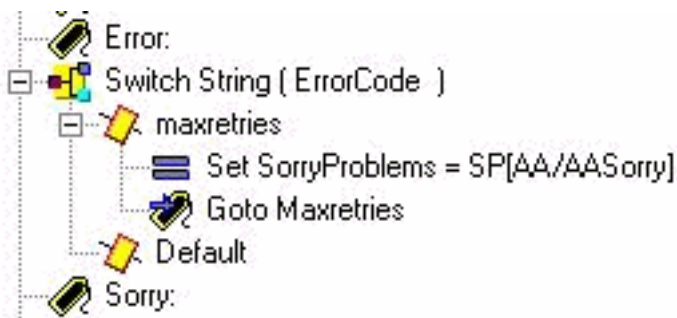 Error:
Switch String ( ErrorCode  )
maxretries
Set SorryProblems = SP[AA/AASorry]
Goto Maxretries
Default
Sorry: